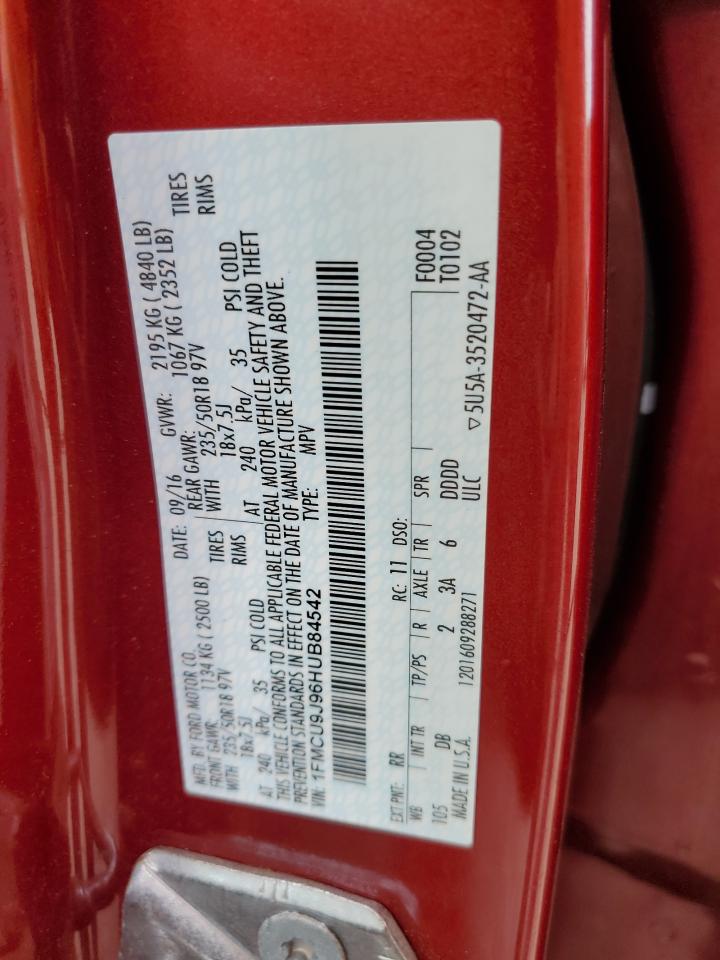 MFD. BY FORD MOTOR CO. DATE: 09/16 GVWR: 2195 KG ( 4840 LB)
FRONT GAWR: 1134 KG ( 2500 LB) REAR GAWR: 1067 KG ( 2352 LB)
WITH 235/50R18 97V TIRES WITH 235/50R18 97V TIRES
18x7.5J RIMS 18x7.5J RIMS
AT 240 kPa/ 35 PSI COLD AT 240 kPa/ 35 PSI COLD
THIS VEHICLE CONFORMS TO ALL APPLICABLE FEDERAL MOTOR VEHICLE SAFETY AND THEFT
PREVENTION STANDARDS IN EFFECT ON THE DATE OF MANUFACTURE SHOWN ABOVE.
VIN: 1FMCU9J96HUB84542 TYPE: MPV
EXT PNT: RR RC: 11 DSO:
WB INT TR TP/PS R AXLE TR SPR F0004
105 DB 2 3A 6 DDDD T0102
MADE IN U.S.A. 1201609288271 ULC ▽5U5A-3520472-AA